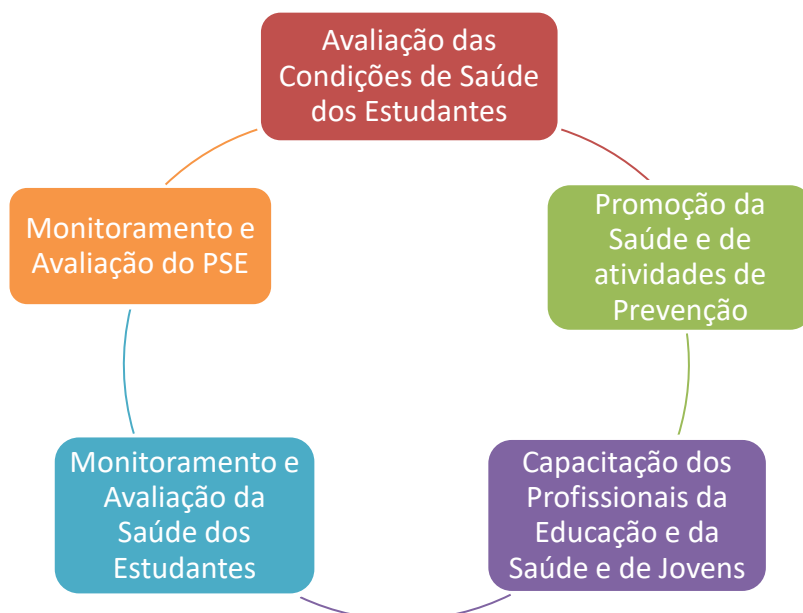 Avaliação das
Condições de Saúde
dos Estudantes
Promoção da
Saúde e de
atividades de
Prevenção
Capacitação dos
Profissionais da
Educação e da
Saúde e de Jovens
Monitoramento e
Avaliação da
Saúde dos
Estudantes
Monitoramento e
Avaliação do PSE